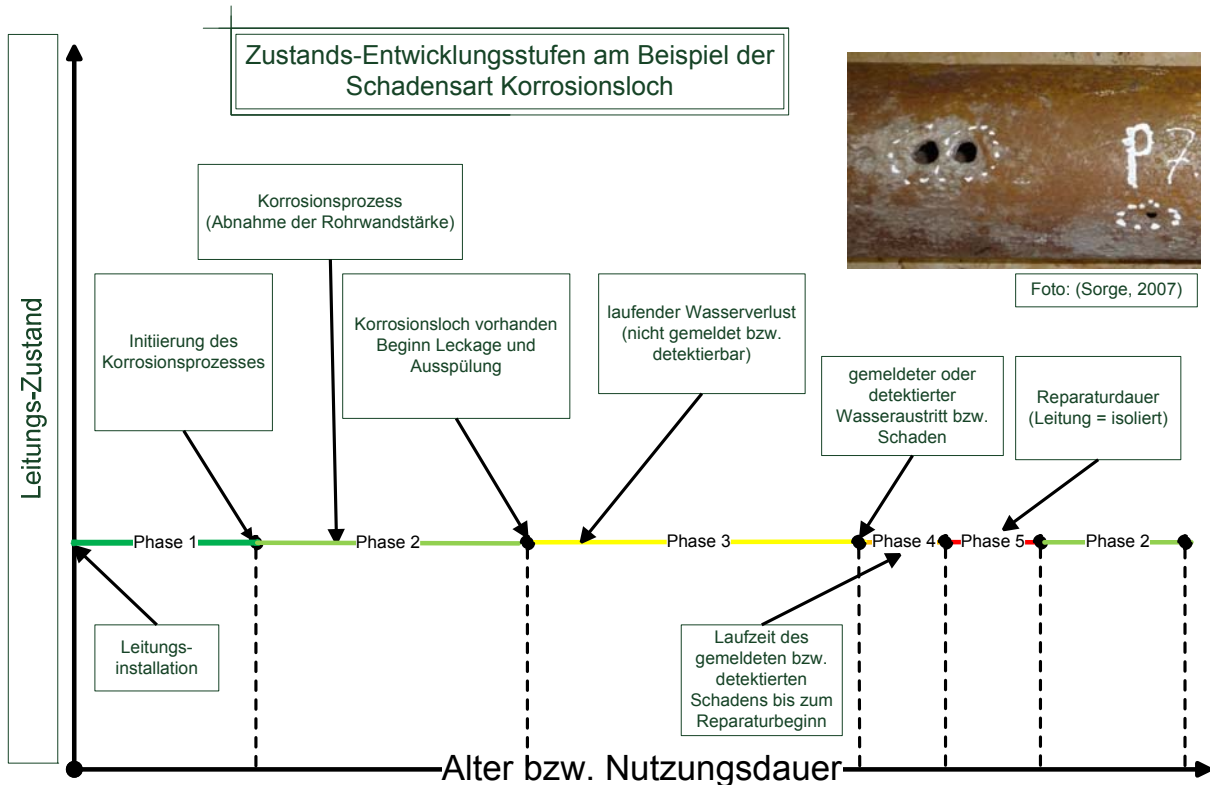 Zustands-Entwicklungsstufen am Beispiel der
Schadensart Korrosionsloch
P 7
Foto: (Sorge, 2007)
Korrosionsprozess
(Abnahme der Rohrwandstärke)
Initiierung des
Korrosionsprozesses
Korrosionsloch vorhanden
Beginn Leckage und
Ausspülung
laufender Wasserverlust
(nicht gemeldet bzw.
detektierbar)
gemeldeter oder
detektierter
Wasseraustritt bzw.
Schaden
Reparaturdauer
(Leitung = isoliert)
Leitungs-Zustand
Phase 1
Phase 2
Phase 3
Phase 4
Phase 5
Phase 2
Leitungs-
installation
Laufzeit des
gemeldeten bzw.
detektierten
Schadens bis zum
Reparaturbeginn
Alter bzw. Nutzungsdauer